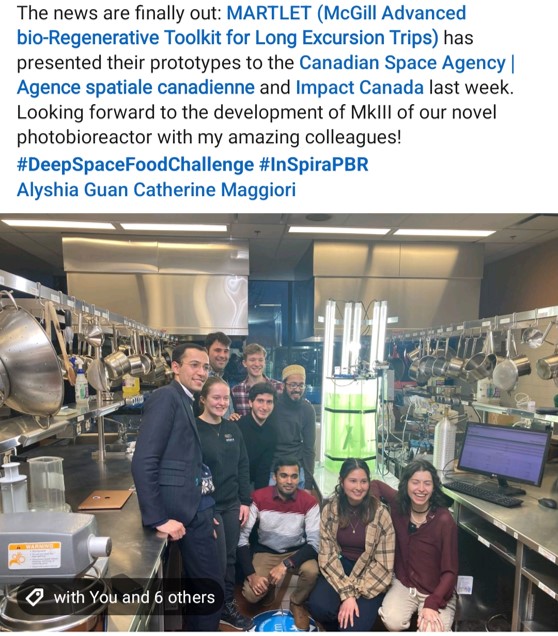 The news are finally out: MARTLET (McGill Advanced
bio-Regenerative Toolkit for Long Excursion Trips) has
presented their prototypes to the Canadian Space Agency |
Agence spatiale canadienne and Impact Canada last week.
Looking forward to the development of MkIII of our novel
photobioreactor with my amazing colleagues!
#DeepSpaceFoodChallenge #InSpiraPBR
Alyshia Guan Catherine Maggiori
WARNING
with You and 6 others